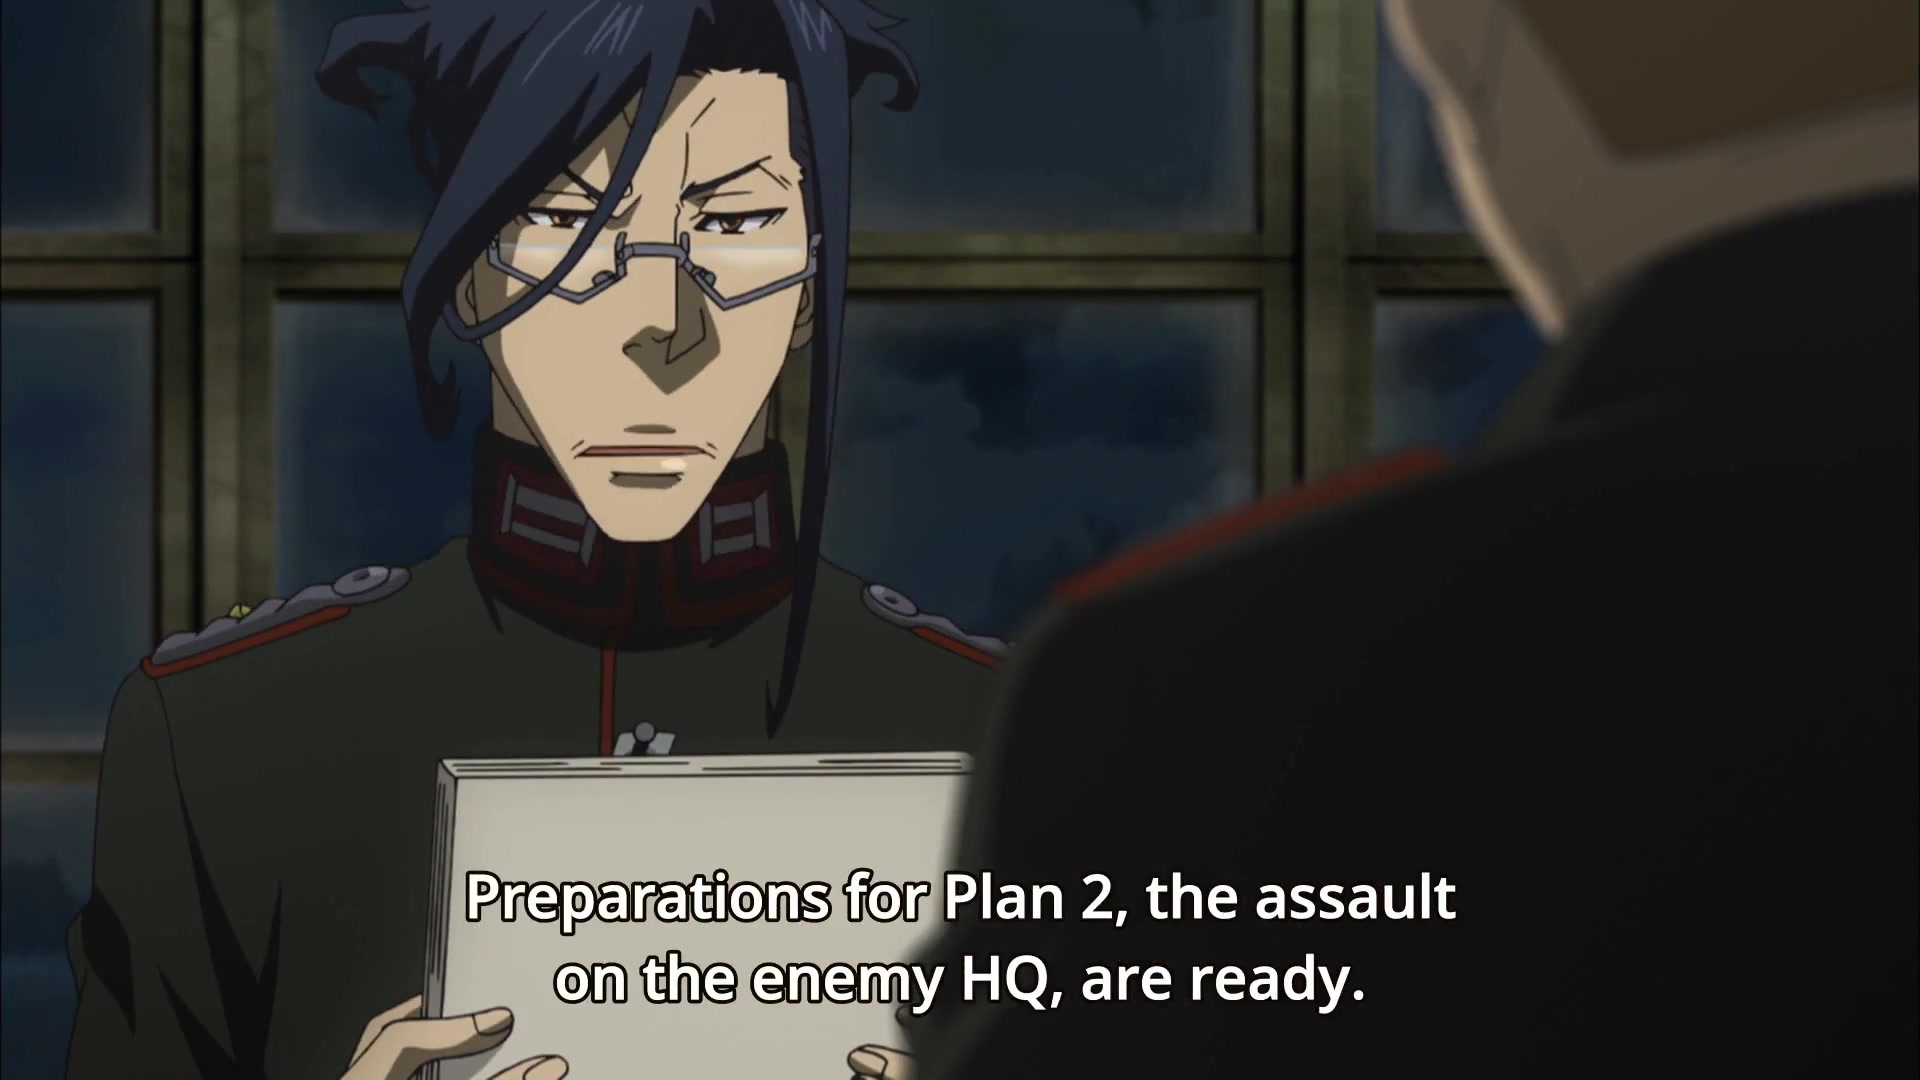 Preparations for Plan 2, the assault
on the enemy HQ, are ready.